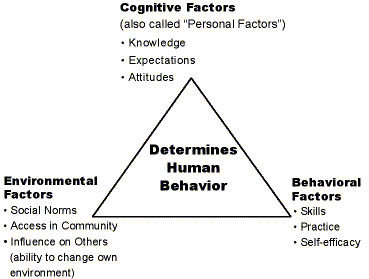 Cognitive Factors
(also called "Personal Factors")
• Knowledge
• Expectations
• Attitudes
Determines
Human
Behavior
Environmental
Factors
• Social Norms
• Access in Community
• Influence on Others
(ability to change own
environment)
Behavioral
Factors
• Skills
• Practice
• Self-efficacy